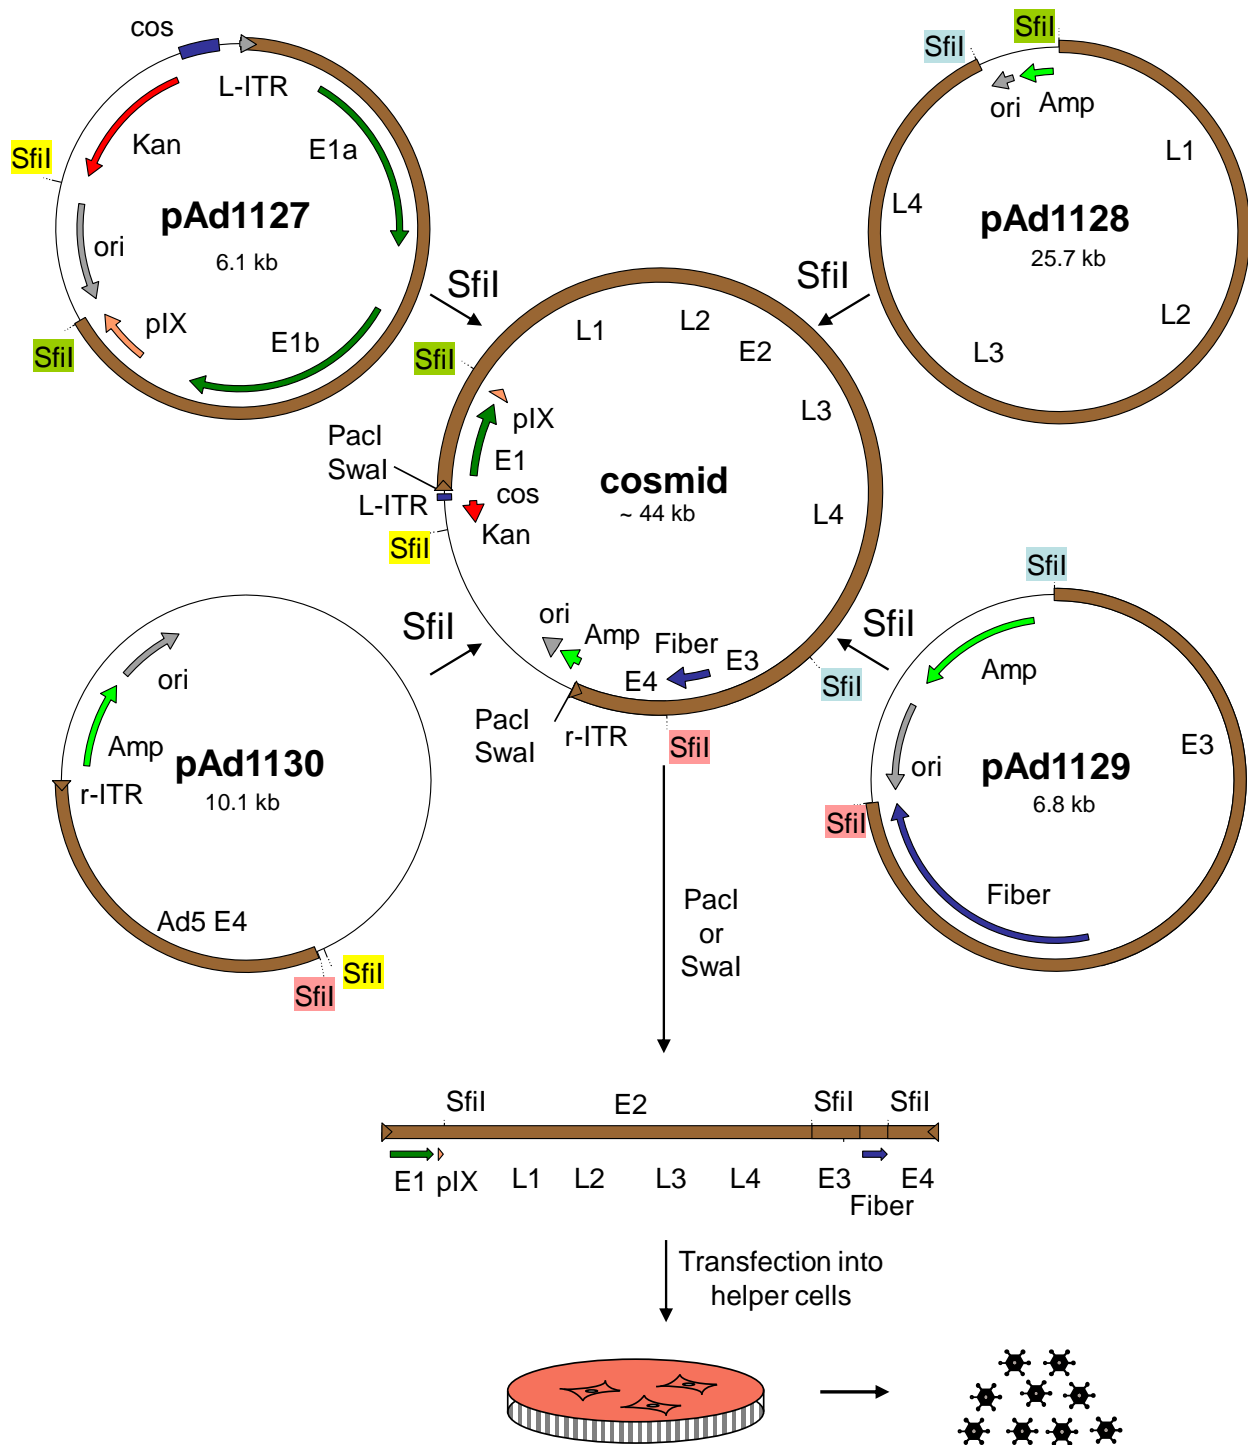 cos
L-ITR
Kan
E1a
SfiI
pAd1127
6.1 kb
ori
pIX
E1b
SfiI
SfiI
SfiI
SfiI
ori
Amp
L1
L4
pAd1128
25.7 kb
L2
L3
SfiI
L1
L2
E2
SfiI
L3
pIX
PacI
SwaI
E1
cosmid
~ 44 kb
L-ITR
cos
L4
Kan
SfiI
ori
Amp
Fiber
E3
E4
SfiI
PacI
SwaI
r-ITR
SfiI
SfiI
ori
Amp
pAd1130
10.1 kb
r-ITR
Ad5 E4
SfiI
SfiI
SfiI
SfiI
Amp
E3
ori
pAd1129
6.8 kb
SfiI
Fiber
PacI
or
SwaI
SfiI
E2
SfiI
SfiI
E1 pIX L1 L2 L3 L4 E3 E4
Fiber
Transfection into
helper cells